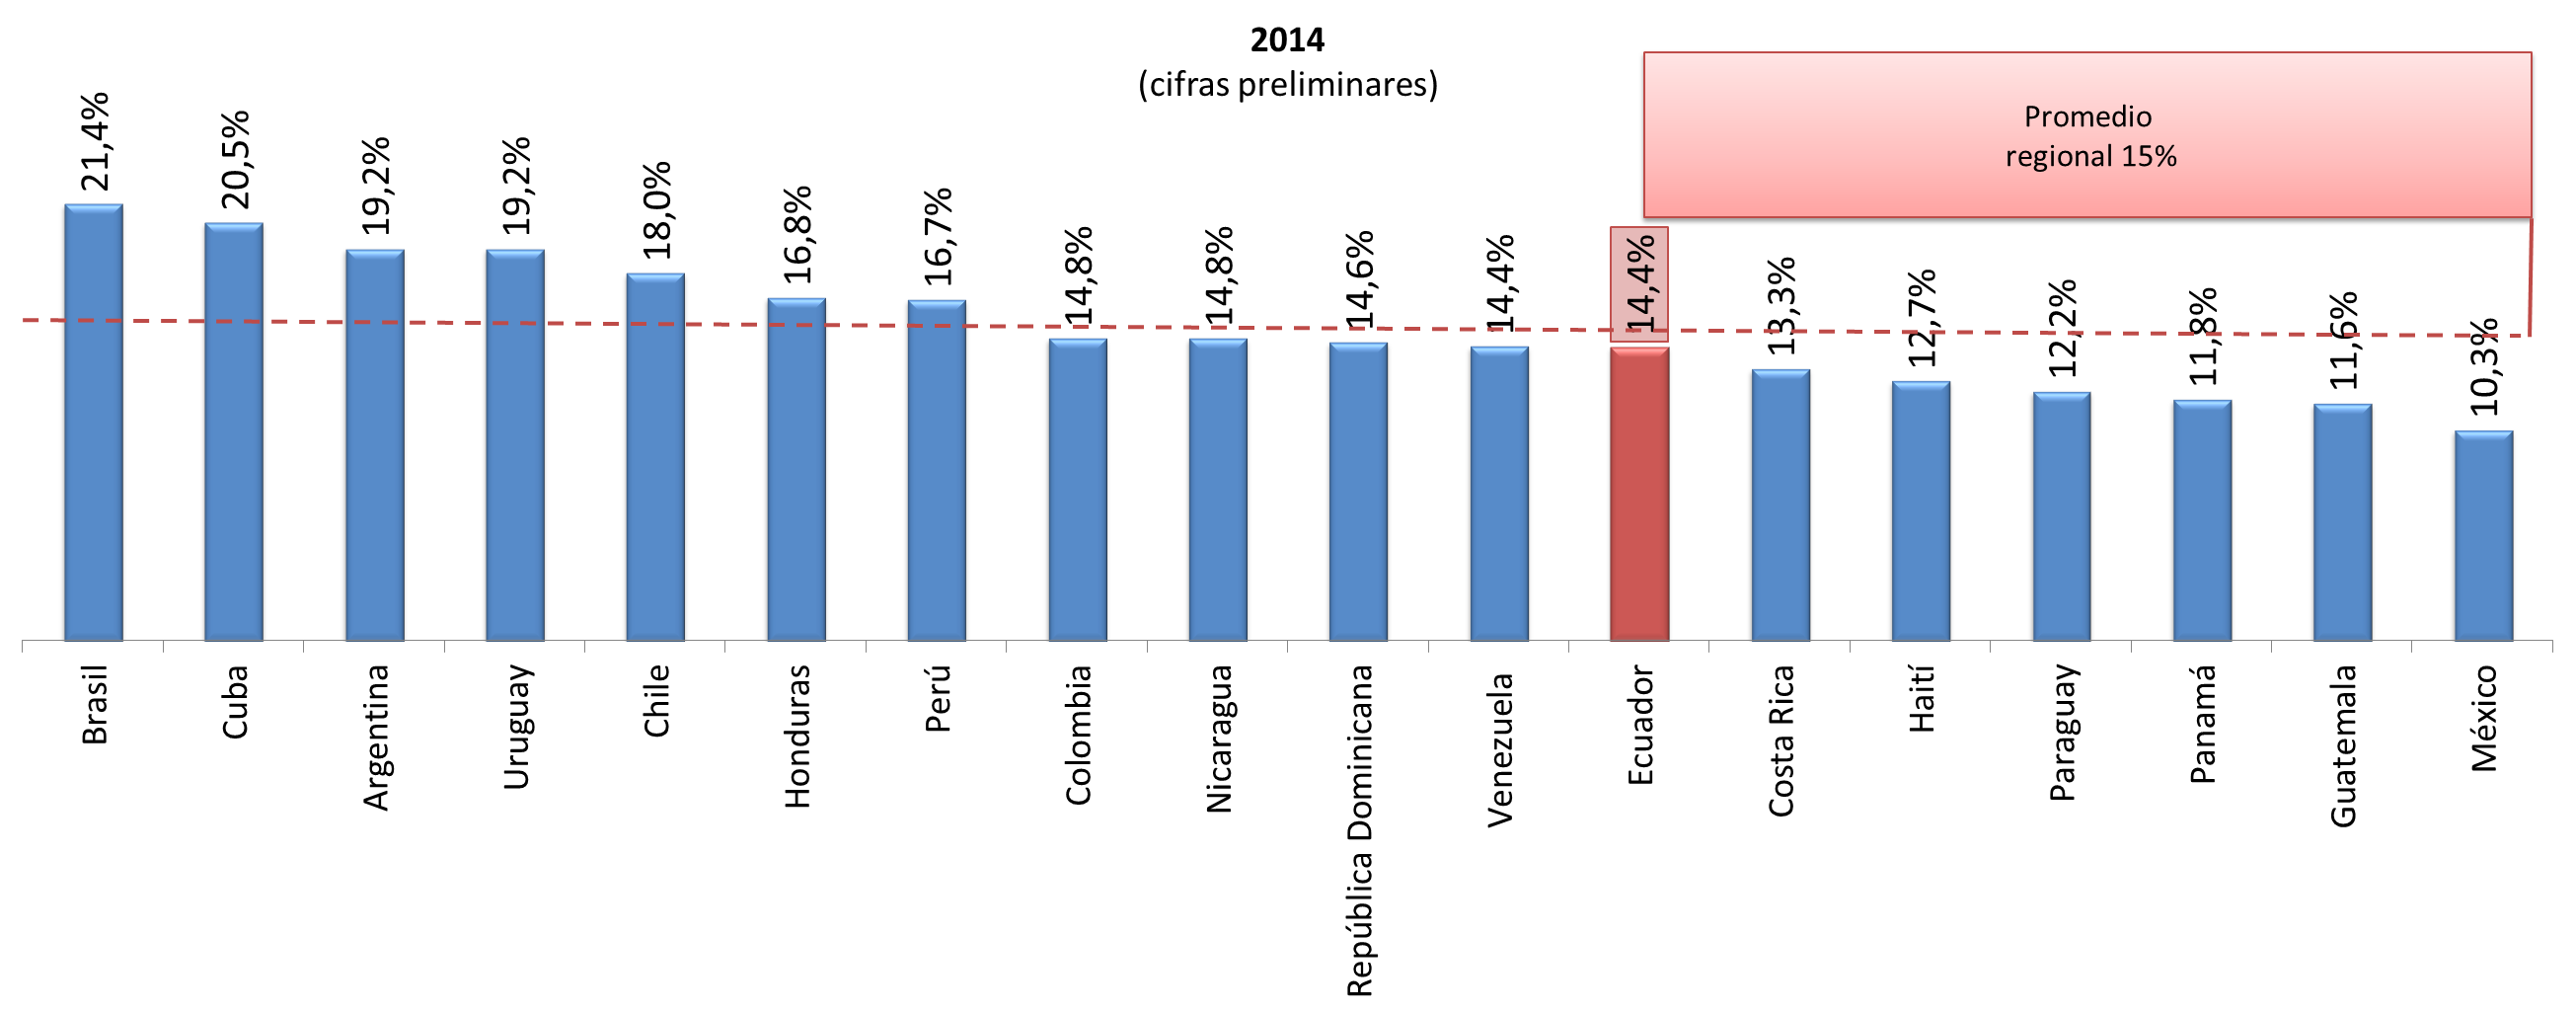 2014
(cifras preliminares)
Promedio
regional 15%
21,4%
20,5%
19,2%
19,2%
18,0%
16,8%
16,7%
14,8%
14,8%
14,6%
14,4%
14,4%
13,3%
12,7%
12,2%
11,8%
11,6%
10,3%
Brasil
Cuba
Argentina
Uruguay
Chile
Honduras
Perú
Colombia
Nicaragua
República Dominicana
Venezuela
Ecuador
Costa Rica
Haití
Paraguay
Panamá
Guatemala
México